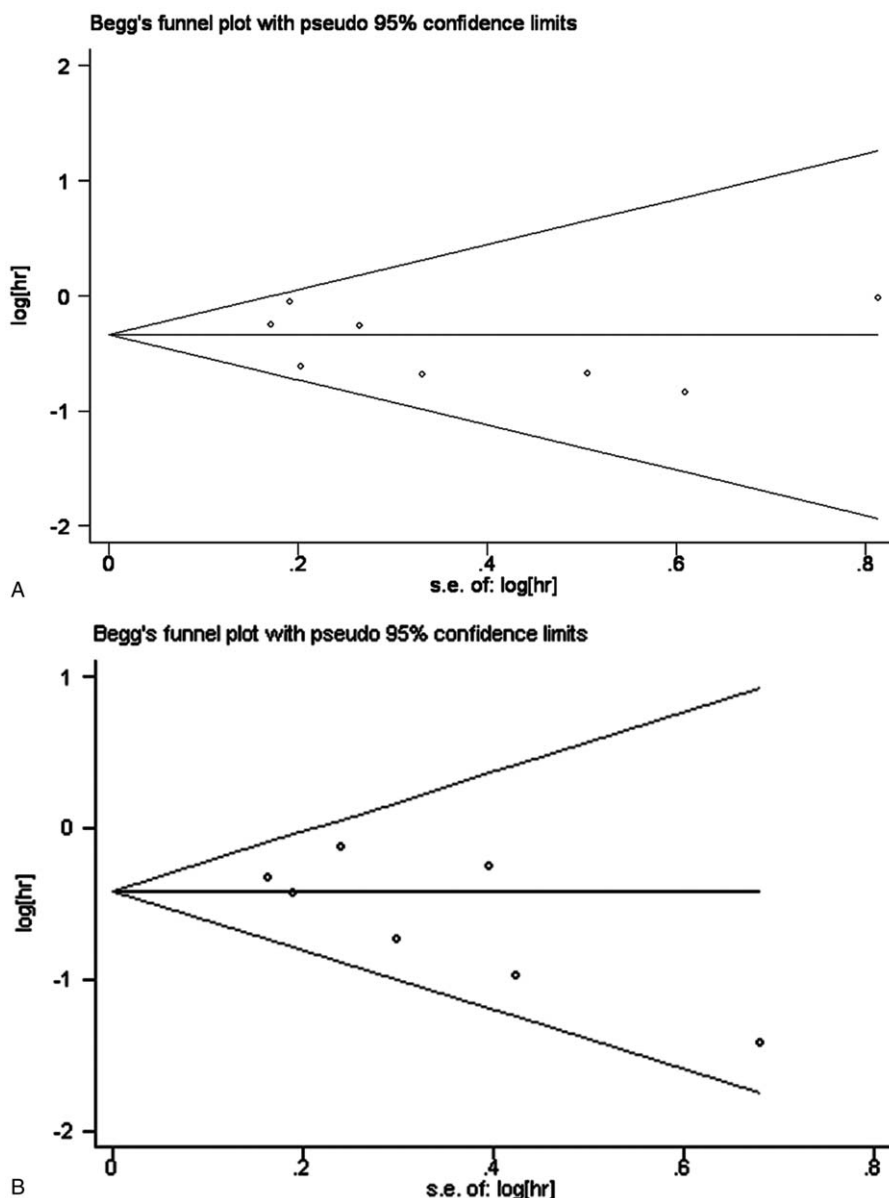 Begg's funnel plot with pseudo 95% confidence limits
2
1
0
-1
-2
log[hr]
0 .2 .4 .6 .8
s.e. of: log[hr]
A
Begg's funnel plot with pseudo 95% confidence limits
1
0
-1
-2
log[hr]
0 .2 .4 .6 .8
s.e. of: log[hr]
B